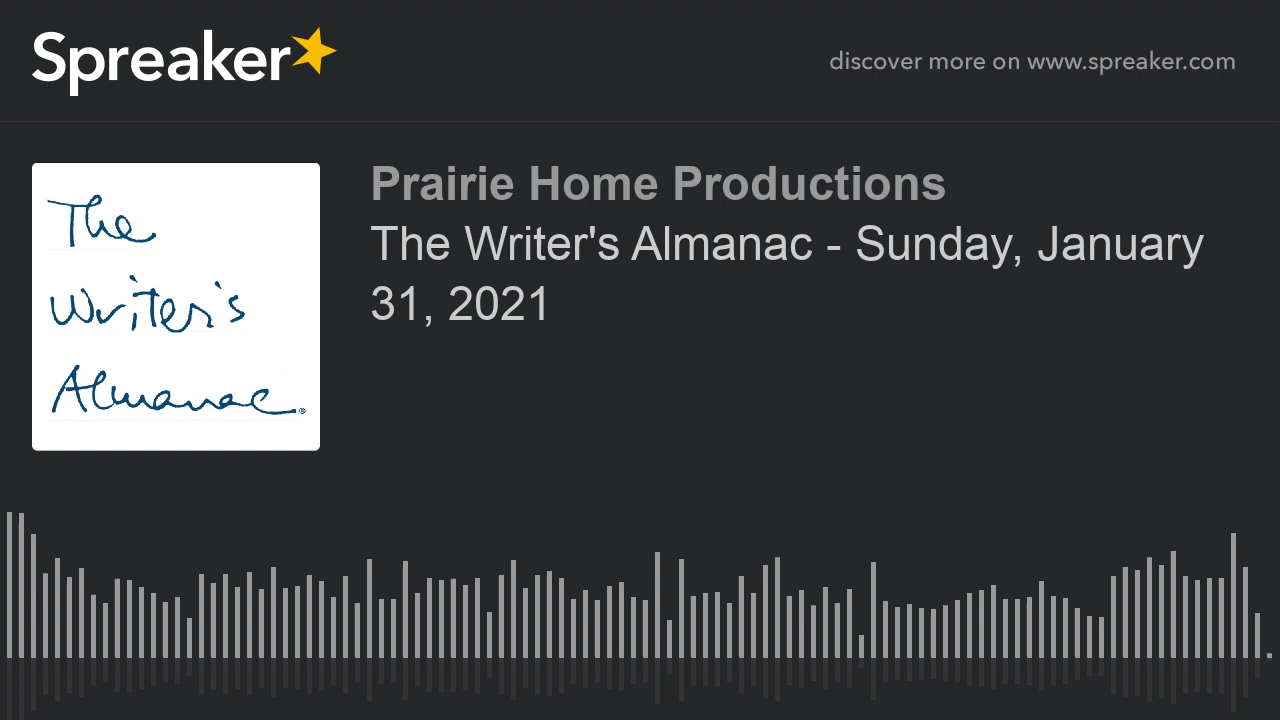 Spreaker
discover more on www.spreaker.com
The
Writer's
Almanac®
Prairie Home Productions
The Writer's Almanac - Sunday, January
31, 2021